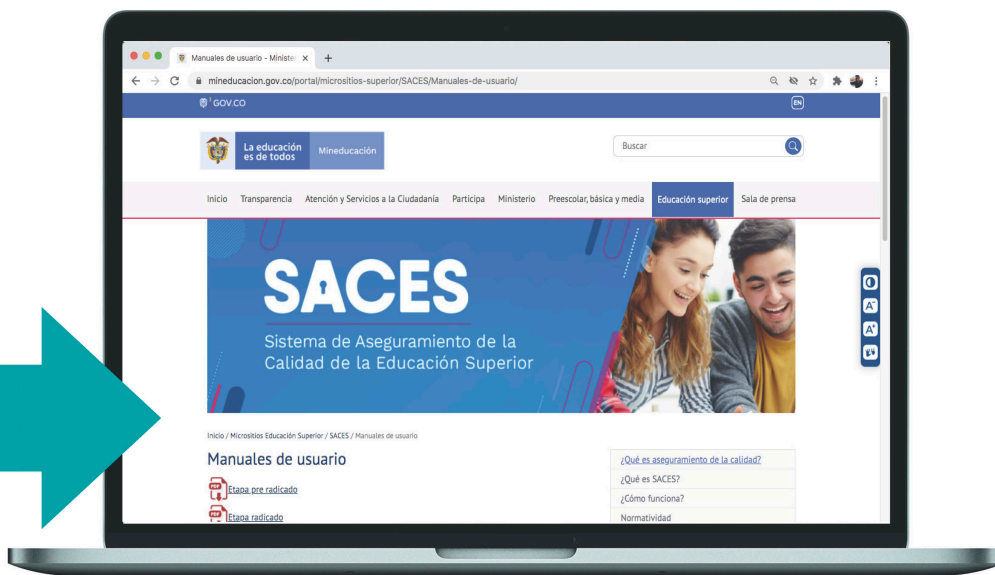 Manuales de usuario - Minister
mineducacion.gov.co/portal/micrositios-superior/SACES/Manuales-de-usuario/
GOV.CO
EN
La educación
es de todos
Mineducación
Buscar
Inicio Transparencia Atención y Servicios a la Ciudadanía Participa Ministerio Preescolar, básica y media Educación superior Sala de prensa
SACES
Sistema de Aseguramiento de la
Calidad de la Educación Superior
A-
A+
Inicio / Micrositios Educación Superior / SACES / Manuales de usuario
Manuales de usuario
PDF
Etapa pre radicado
PDF
Etapa radicado
¿Qué es aseguramiento de la calidad?
¿Qué es SACES?
¿Cómo funciona?
Normatividad